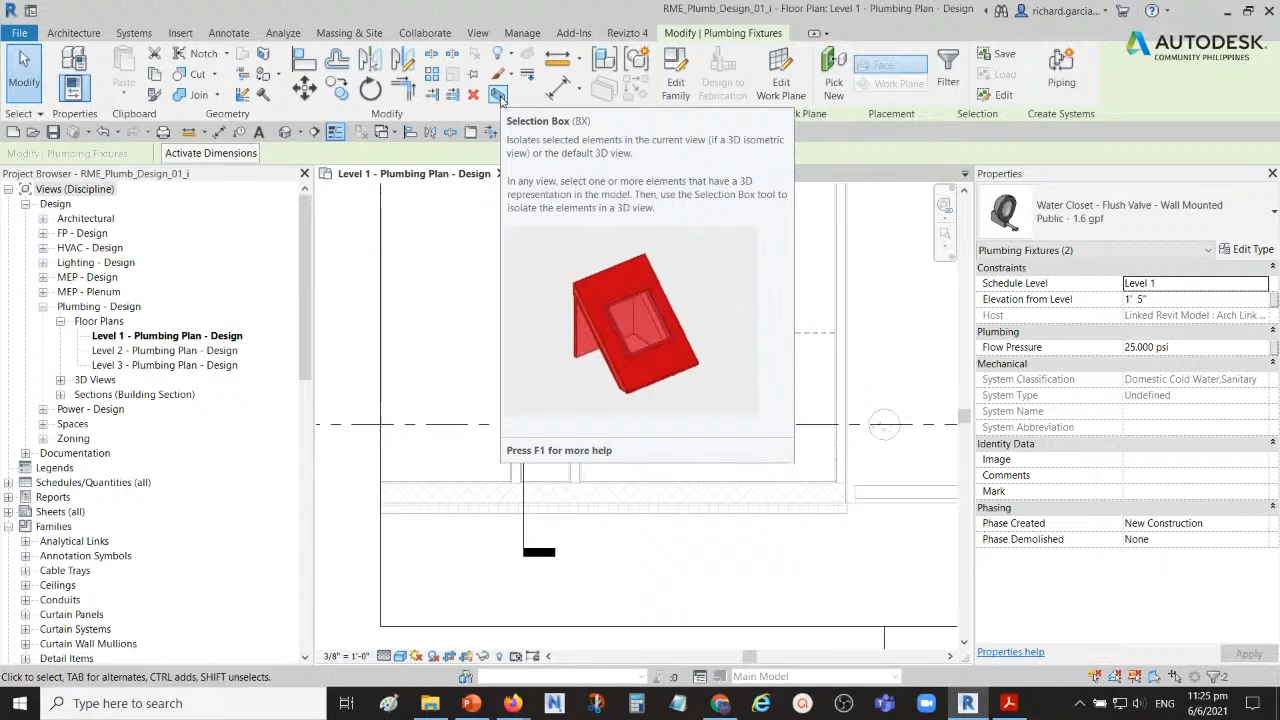 RME_Plumb_Design_01_i - Floor Plan: Level 1 - Plumbing Plan - Design
richard.garcia...
File
Architecture
Systems
Insert
Annotate
Analyze
Massing & Site
Collaborate
View
Manage
Add-Ins
Revizto 4
Modify | Plumbing Fixtures
AUTODESK
COMMUNITY PHILIPPINES
Modify
Paste
Notch
Cut
Join
Edit
Family
Design to
Fabrication
Edit
Work Plane
Pick
New
Face
Work Plane
Filter
Save
Load
Edit
Piping
Select
Properties
Clipboard
Geometry
Modify
Placement
Selection
Create Systems
Modify | Plumbing Fixtures
Activate Dimensions
Selection Box (BX)
Isolates selected elements in the current view (if a 3D isometric
view) or the default 3D view.
In any view, select one or more elements that have a 3D
representation in the model. Then, use the Selection Box tool to
isolate the elements in a 3D view.
Press F1 for more help
Project Browser - RME_Plumb_Design_01_i
Views (Discipline)
Design
Architectural
FP - Design
HVAC - Design
Lighting - Design
MEP - Design
MEP - Plenum
Plumbing - Design
Floor Plans
Level 1 - Plumbing Plan - Design
Level 2 - Plumbing Plan - Design
Level 3 - Plumbing Plan - Design
3D Views
Sections (Building Section)
Power - Design
Spaces
Zoning
Documentation
Legends
Schedules/Quantities (all)
Reports
Sheets (all)
Families
Analytical Links
Annotation Symbols
Cable Trays
Ceilings
Conduits
Curtain Panels
Curtain Systems
Curtain Wall Mullions
Detail Items
Level 1 - Plumbing Plan - Design
Properties
Water Closet - Flush Valve - Wall Mounted
Public - 1.6 gpf
Plumbing Fixtures (2)
Edit Type
Constraints
Schedule Level
Level 1
Elevation from Level
1' 5"
Host
Linked Revit Model : Arch Link ...
Plumbing
Flow Pressure
25.000 psi
Mechanical
System Classification
Domestic Cold Water,Sanitary
System Type
Undefined
System Name
System Abbreviation
Identity Data
Image
Comments
Mark
Phasing
Phase Created
New Construction
Phase Demolished
None
Properties help
Apply
3/8" = 1'-0"
Click to select, TAB for alternates, CTRL adds, SHIFT unselects.
:0
Main Model
:2
Type here to search
ENG
11:25 pm
6/6/2021